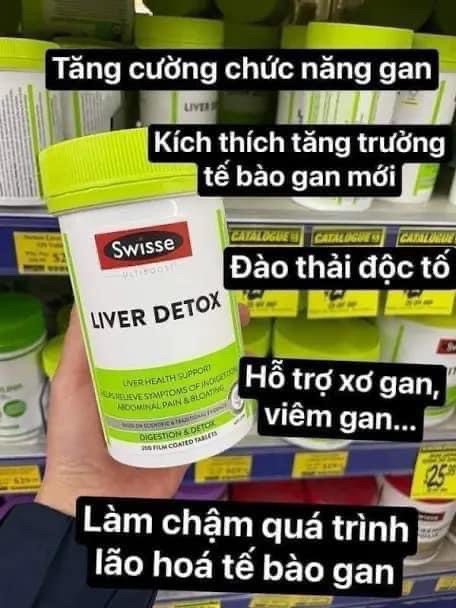 Tăng cường chức năng gan
Kích thích tăng trưởng
tế bào gan mới
CATALOGUE
CATALOGUE
CATALOGUE
Đào thải độc tố
Swisse
ULTIBOOST
LIVER DETOX
LIVER HEALTH SUPPORT
HELPS RELIEVE SYMPTOMS OF INDIGESTION,
ABDOMINAL PAIN & BLOATING
BASED ON SCIENTIFIC & TRADITIONAL EVIDENCE
DIGESTION & DETOX
200 FILM COATED TABLETS
Hỗ trợ xơ gan,
viêm gan...
$25.99
Swisse
Làm chậm quá trình
lão hoá tế bào gan